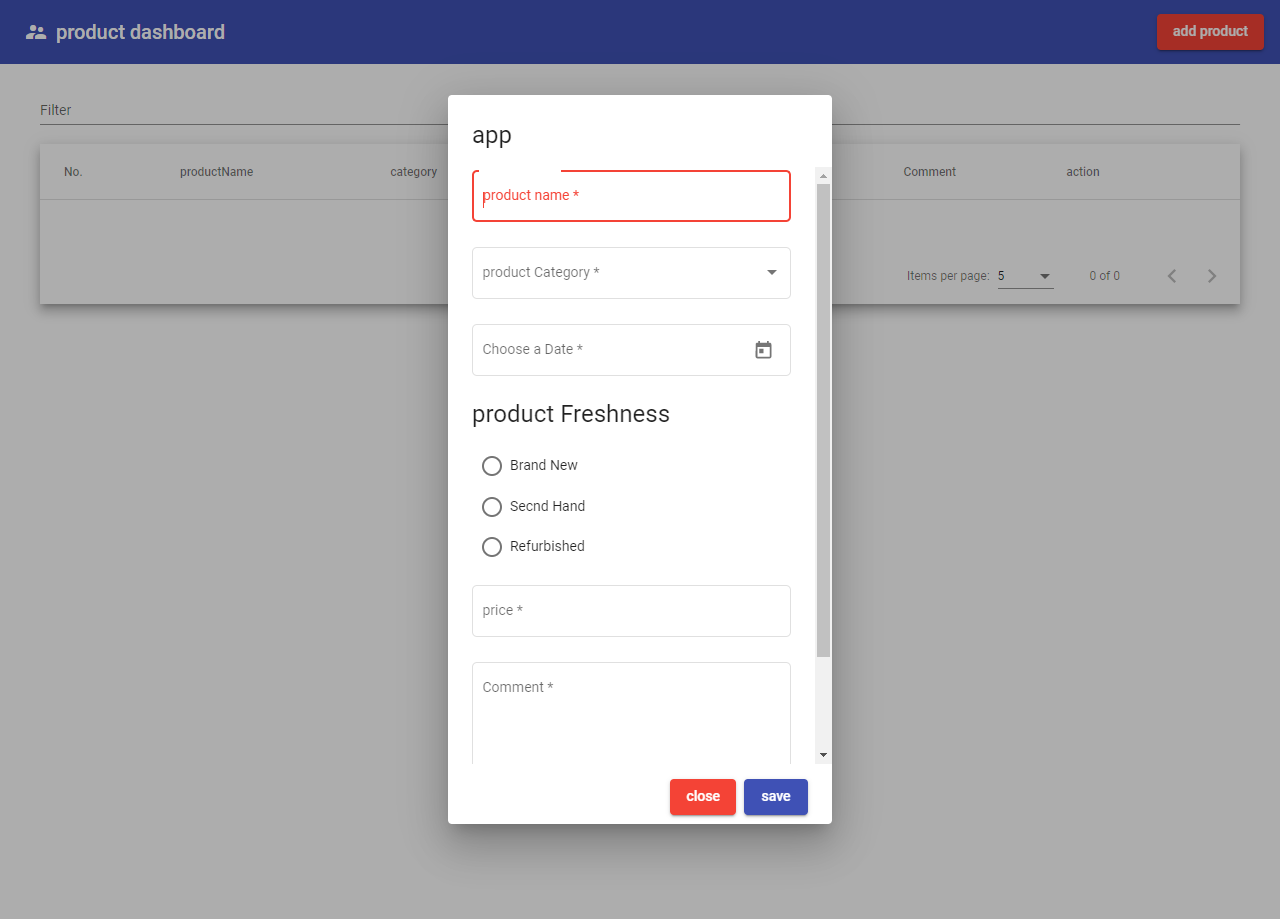 product dashboard
add product
Filter
No. productName category Comment action
Items per page: 5 0 of 0
app
product name *
product Category *
Choose a Date *
product Freshness
Brand New
Secnd Hand
Refurbished
price *
Comment *
close save